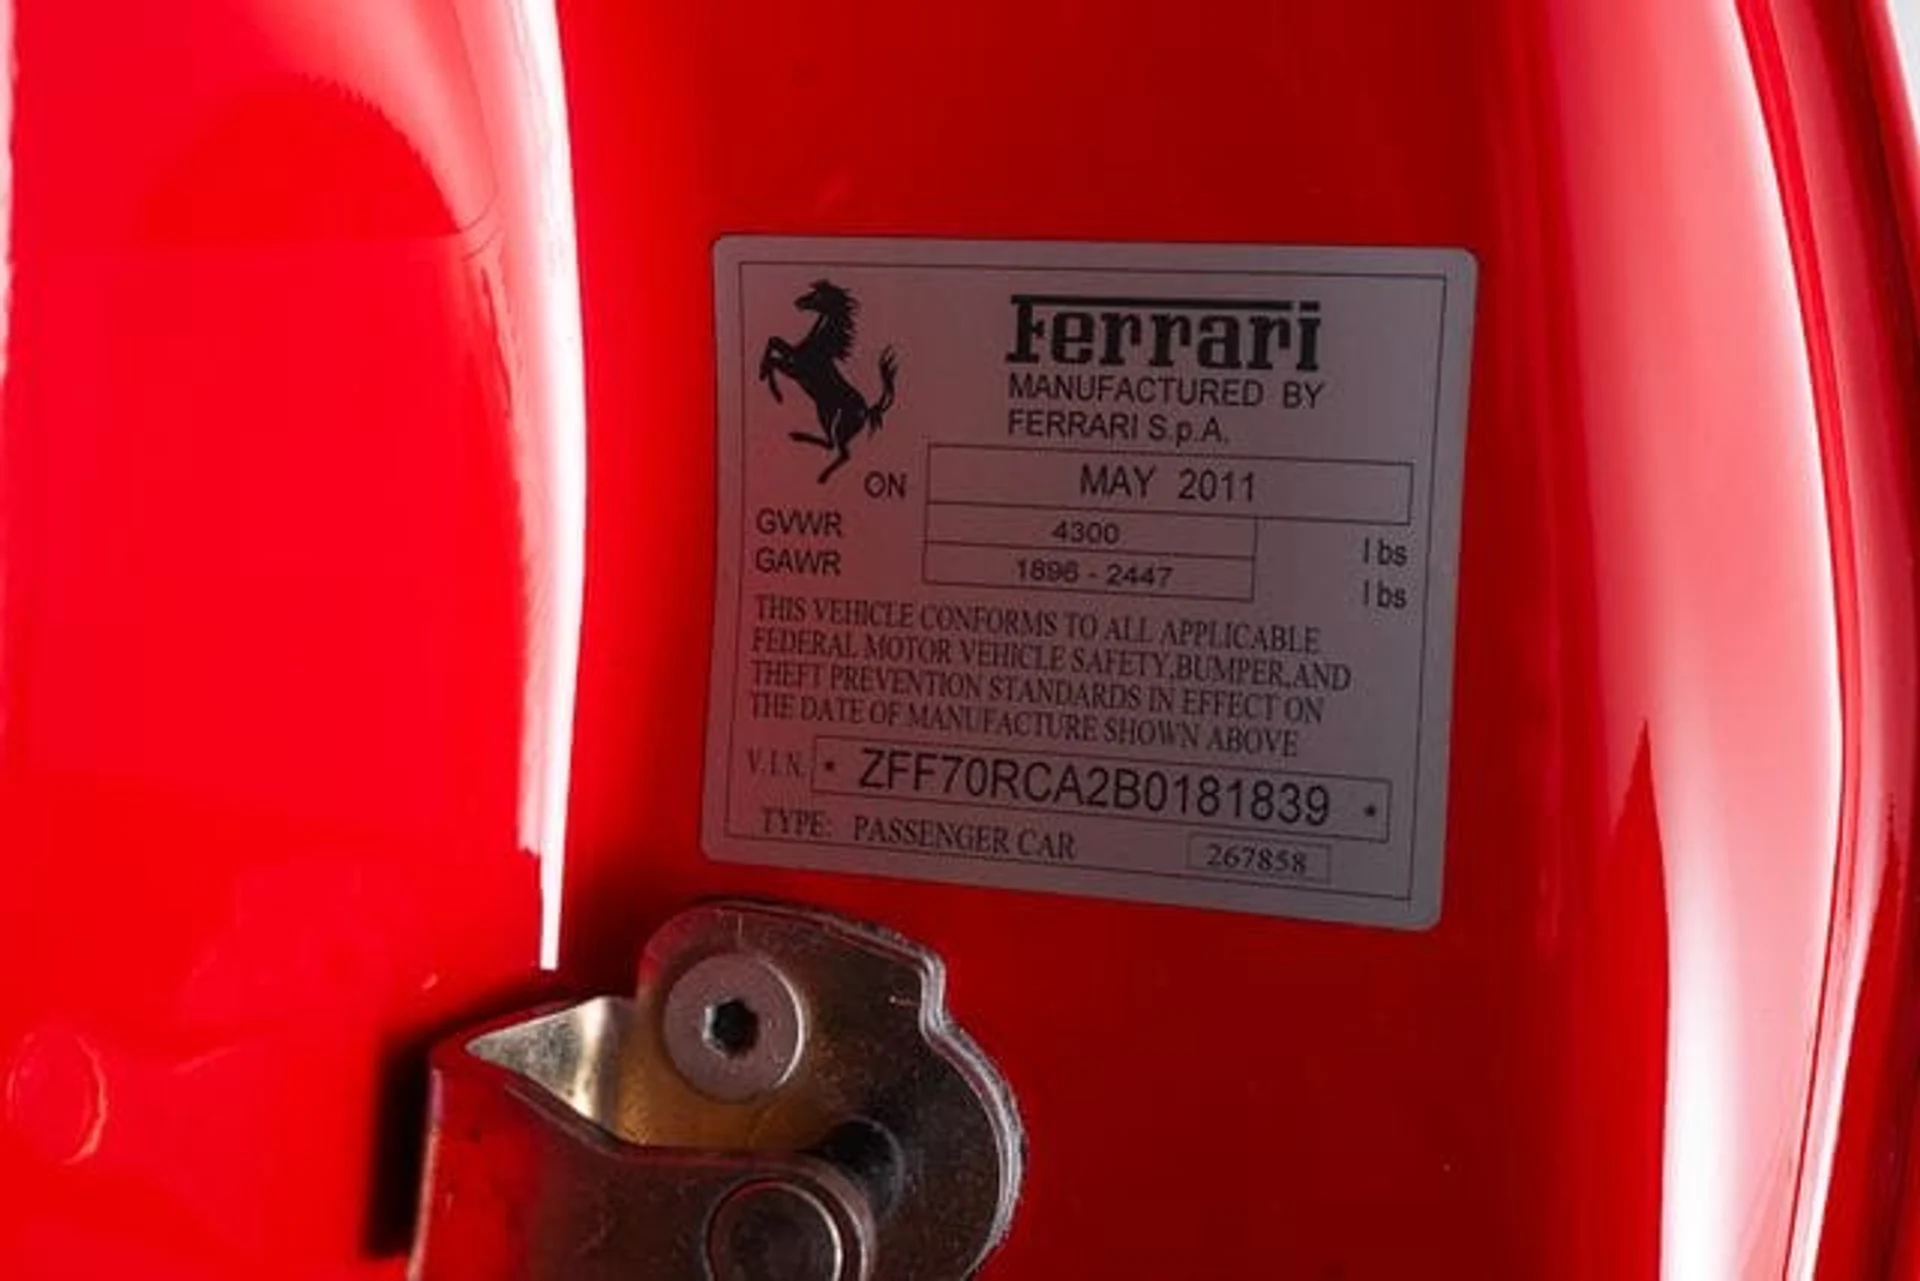 Ferrari
MANUFACTURED BY
FERRARI S.p.A.
ON MAY 2011
GVWR 4300 lbs
GAWR 1896 - 2447 lbs
THIS VEHICLE CONFORMS TO ALL APPLICABLE
FEDERAL MOTOR VEHICLE SAFETY,BUMPER,AND
THEFT PREVENTION STANDARDS IN EFFECT ON
THE DATE OF MANUFACTURE SHOWN ABOVE
V.I.N. * ZFF70RCA2B0181839 *
TYPE: PASSENGER CAR 267858